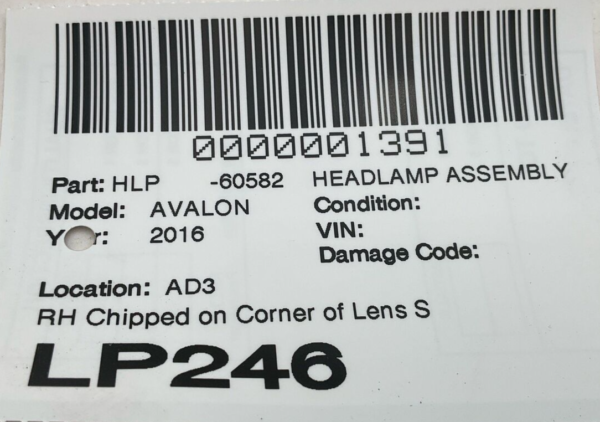 0000001391
Part: HLP -60582 HEADLAMP ASSEMBLY
Model: AVALON Condition:
Y r: 2016 VIN:
Damage Code:
Location: AD3
RH Chipped on Corner of Lens S
LP246